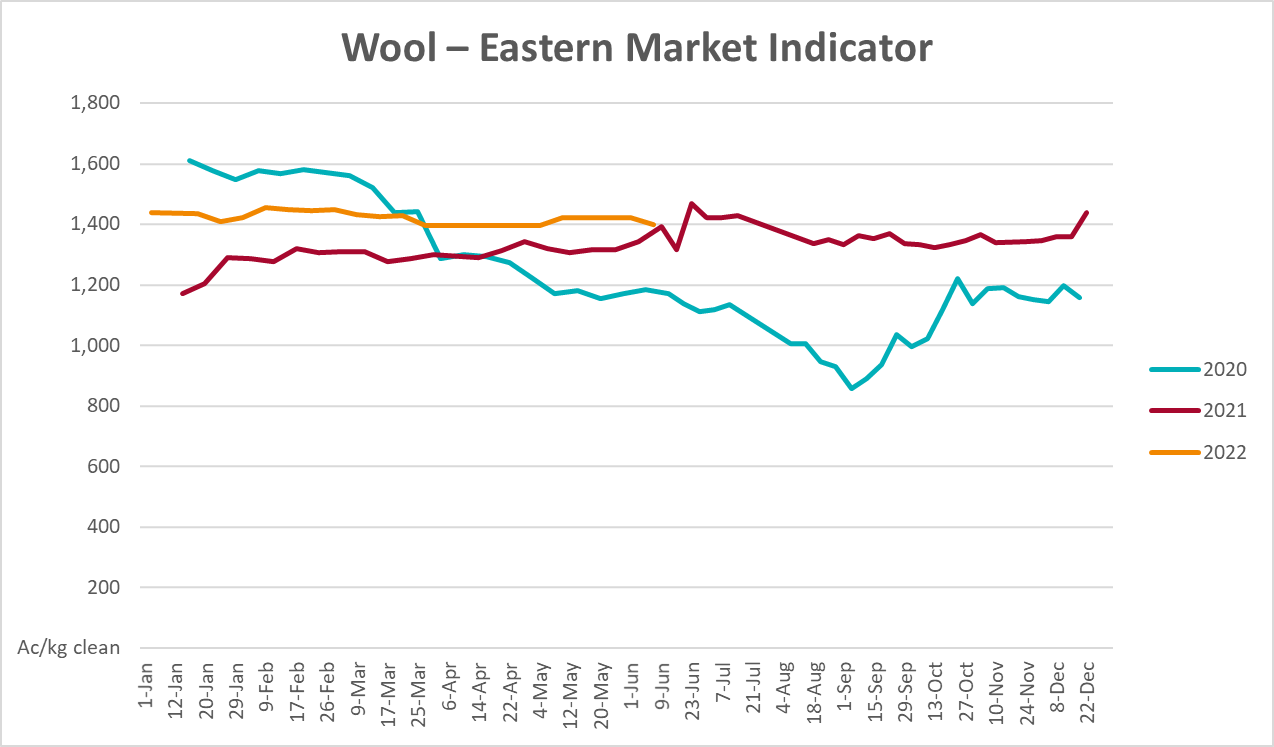 Wool – Eastern Market Indicator
1,800
1,600
1,400
1,200
1,000
800
600
400
200
Ac/kg clean
1-Jan
12-Jan
20-Jan
29-Jan
9-Feb
17-Feb
26-Feb
9-Mar
17-Mar
25-Mar
6-Apr
14-Apr
22-Apr
4-May
12-May
20-May
1-Jun
9-Jun
23-Jun
7-Jul
21-Jul
4-Aug
18-Aug
1-Sep
15-Sep
29-Sep
13-Oct
27-Oct
10-Nov
24-Nov
8-Dec
22-Dec
2020
2021
2022